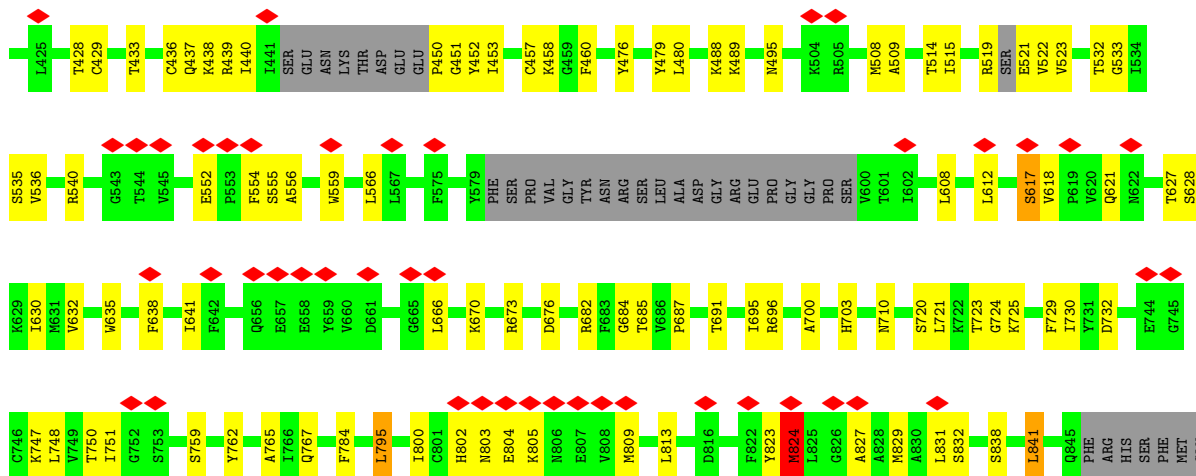 L425 T428 C429 T433 C436 Q437 K438 R439 I440 I441 SER GLU ASN LYS THR ASP GLU GLU P450 G451 Y452 I453 C457 K458 G459 F460 Y476 Y479 L480 K488 K489 N495 K504 R505 M508 A509 T514 I515 R519 SER E521 V522 V523 T532 G533 I534
S535 V536 R540 G543 T544 V545 E552 P553 F554 S555 A556 W559 L566 L567 F575 Y579 PHE SER PRO VAL GLY TYR ASN ARG SER LEU ALA ASP GLY ARG GLU PRO GLY GLY PRO SER V600 T601 I602 L608 L612 S617 V618 P619 V620 Q621 N622 T627 S628
K629 I630 M631 V632 W635 F638 I641 F642 Q656 E657 E658 Y659 V660 D661 G665 L666 K670 R673 D676 R682 F683 G684 T685 V686 P687 T691 I695 R696 A700 H703 N710 S720 L721 K722 T723 G724 K725 F729 I730 Y731 D732 E744 G745
C746 K747 L748 V749 T750 I751 G752 S753 S759 Y762 A765 I766 Q767 F784 L795 I800 C801 H802 N803 E804 K805 N806 E807 V808 M809 L813 D816 F822 Y823 M824 L825 G826 A827 A828 M829 A830 L831 S832 S838 L841 Q845 PHE ARG HIS SER PHE MET